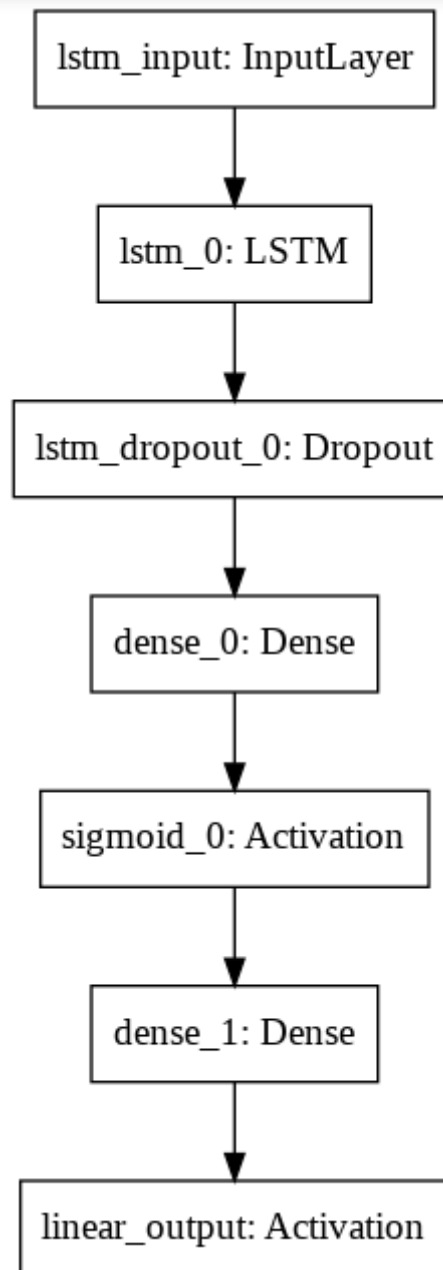 lstm_input: InputLayer
lstm_0: LSTM
lstm_dropout_0: Dropout
dense_0: Dense
sigmoid_0: Activation
dense_1: Dense
linear_output: Activation